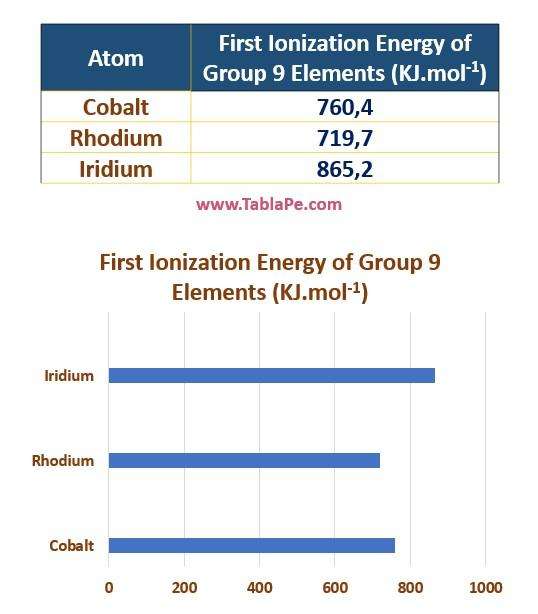 Atom
First Ionization Energy of
Group 9 Elements (KJ.mol-1)
Cobalt 760,4
Rhodium 719,7
Iridium 865,2
www.TablaPe.com
First Ionization Energy of Group 9
Elements (KJ.mol-1)
Iridium
Rhodium
Cobalt
0 200 400 600 800 1000